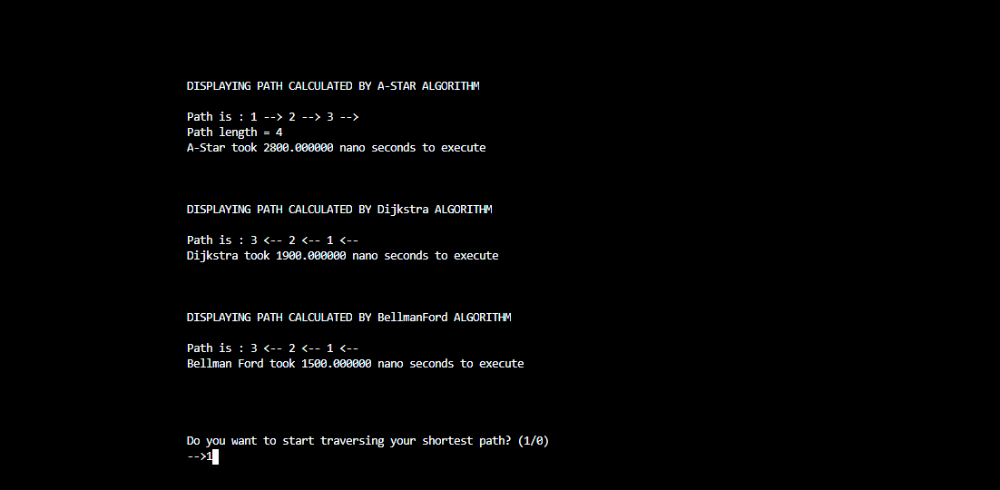 DISPLAYING PATH CALCULATED BY A-STAR ALGORITHM
Path is : 1 --> 2 --> 3 -->
Path length = 4
A-Star took 2800.000000 nano seconds to execute
DISPLAYING PATH CALCULATED BY Dijkstra ALGORITHM
Path is : 3 <-- 2 <-- 1 <--
Dijkstra took 1900.000000 nano seconds to execute
DISPLAYING PATH CALCULATED BY BellmanFord ALGORITHM
Path is : 3 <-- 2 <-- 1 <--
Bellman Ford took 1500.000000 nano seconds to execute
Do you want to start traversing your shortest path? (1/0)
-->1